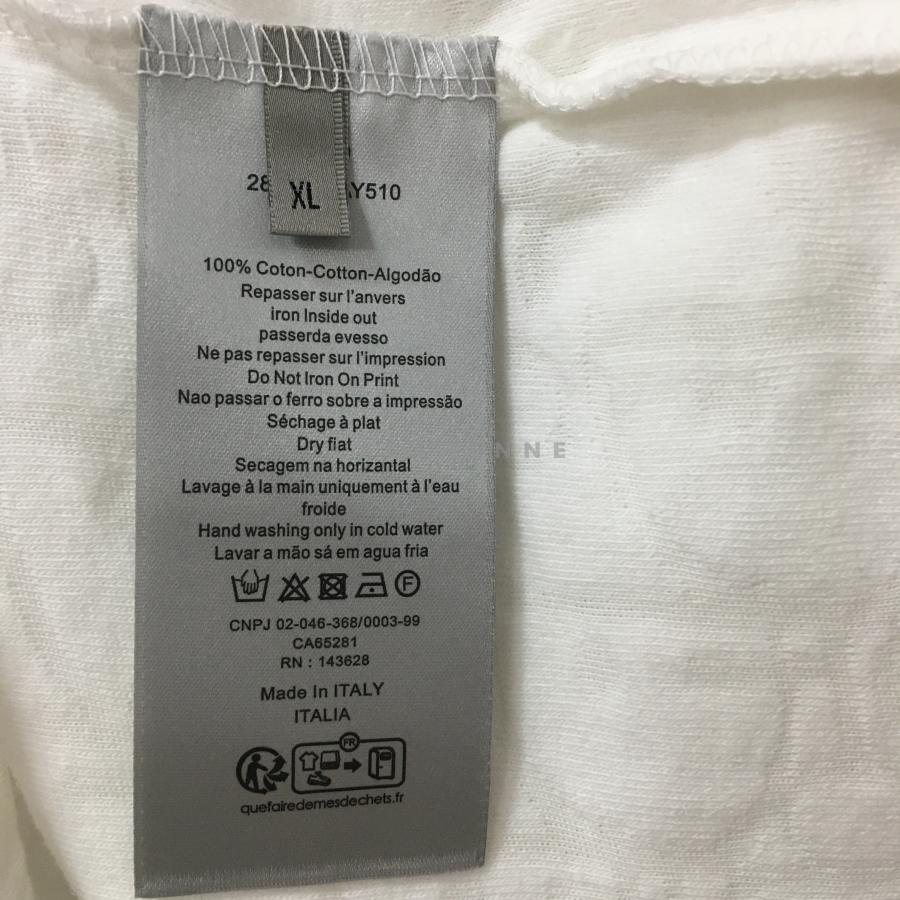 28
XL
Y510
100% Coton-Cotton-Algodão
Repasser sur l'anvers
iron Inside out
passerda evesso
Ne pas repasser sur l'impression
Do Not Iron On Print
Nao passar o ferro sobre a impressão
Séchage à plat
Dry fiat
Secagem na horizantal
Lavage à la main uniquement à l'eau
froide
Hand washing only in cold water
Lavar a mão sá em agua fria
F
CNPJ 02-046-368/0003-99
CA65281
RN : 143628
Made In ITALY
ITALIA
FR
quefairedemesdechets.fr
NNE